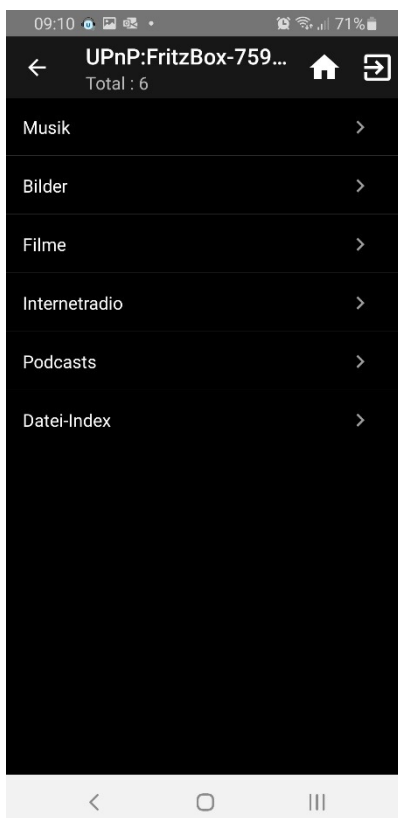 09:10 71%
UPnP:FritzBox-759...
Total : 6
Musik
Bilder
Filme
Internetradio
Podcasts
Datei-Index